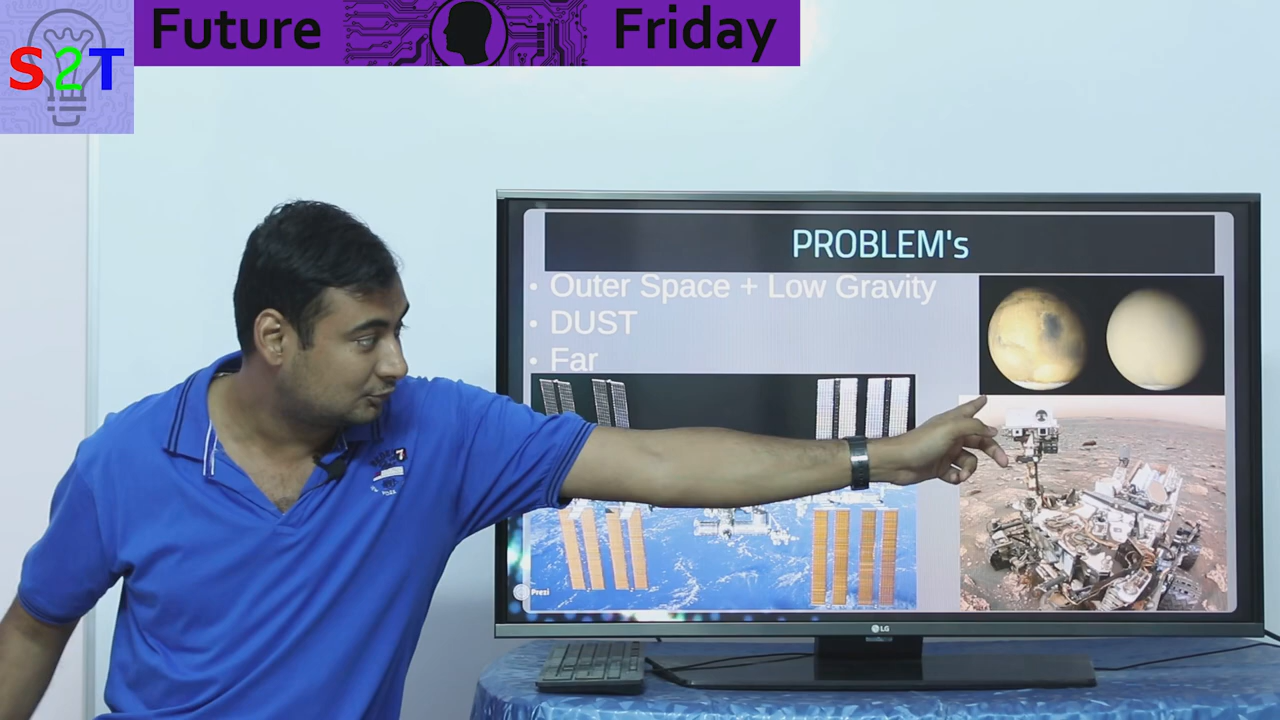 Future Friday
S2T
PROBLEM's
• Outer Space + Low Gravity
• DUST
• Far
Prezi
LG